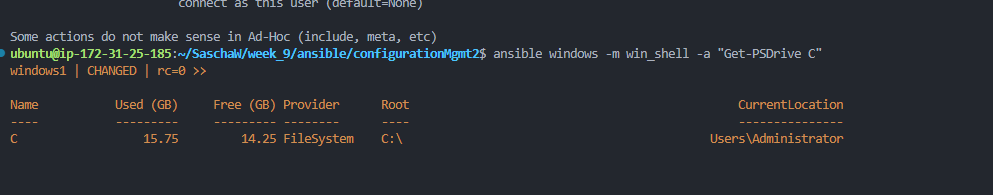 connect as this user (default=None)
Some actions do not make sense in Ad-Hoc (include, meta, etc)
ubuntu@ip-172-31-25-185:~/SaschaW/week_9/ansible/configurationMgmt2$ ansible windows -m win_shell -a "Get-PSDrive C"
windows1 | CHANGED | rc=0 >>
Name Used (GB) Free (GB) Provider Root CurrentLocation
---- --------- --------- -------- ---- ---------------
C 15.75 14.25 FileSystem C:\ Users\Administrator